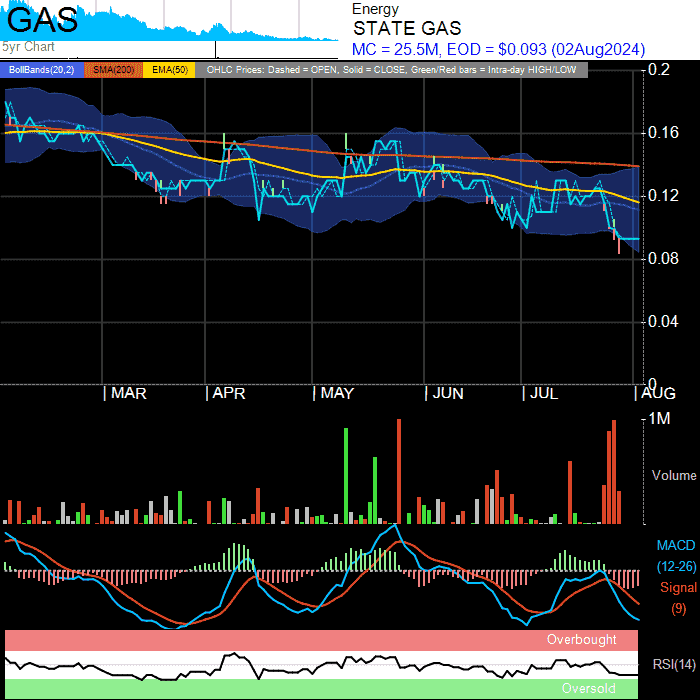 GAS
5yr Chart
Energy
STATE GAS
MC = 25.5M, EOD = $0.093 (02Aug2024)
BollBands(20,2) SMA(200) EMA(50) OHLC Prices: Dashed = OPEN, Solid = CLOSE, Green/Red bars = Intra-day HIGH/LOW
0.2
0.16
0.12
0.08
0.04
0
MAR APR MAY JUN JUL AUG
1M
Volume
MACD
(12-26)
Signal
(9)
Overbought
RSI(14)
Oversold